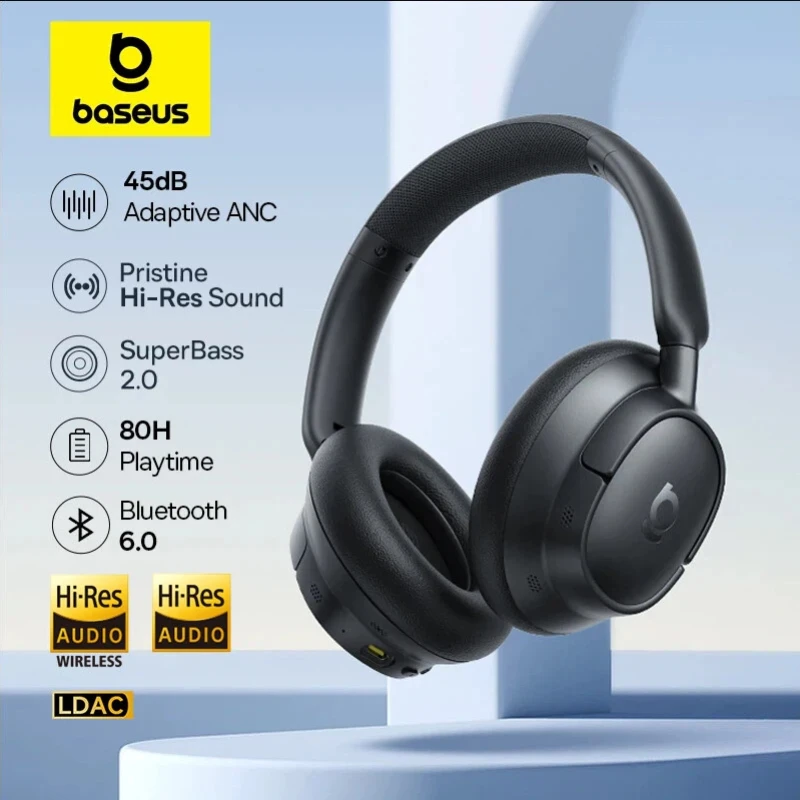 baseus
45dB
Adaptive ANC
Pristine
Hi-Res Sound
SuperBass
2.0
80H
Playtime
Bluetooth
6.0
Hi-Res
AUDIO
WIRELESS
Hi-Res
AUDIO
LDAC